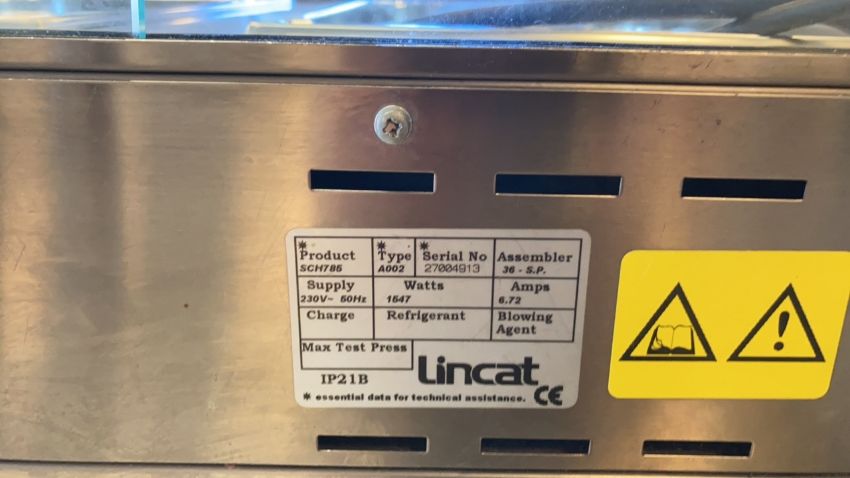 * Product * Type * Serial No Assembler
SCH785 A002 27004913 36 - S.P.
Supply Watts Amps
230V~ 50Hz 1547 6.72
Charge Refrigerant Blowing
Agent
Max Test Press
IP21B Lincat
* essential data for technical assistance. CE
!